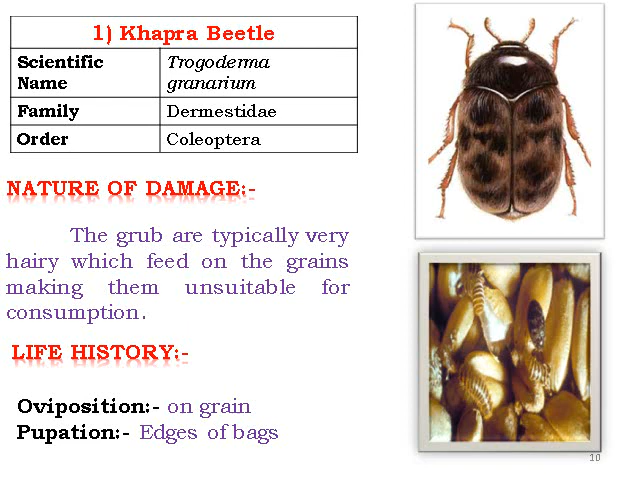 1) Khapra Beetle
Scientific Name Trogoderma granarium
Family Dermestidae
Order Coleoptera
NATURE OF DAMAGE:-
The grub are typically very
hairy which feed on the grains
making them unsuitable for
consumption.
LIFE HISTORY:-
Oviposition:- on grain
Pupation:- Edges of bags
10